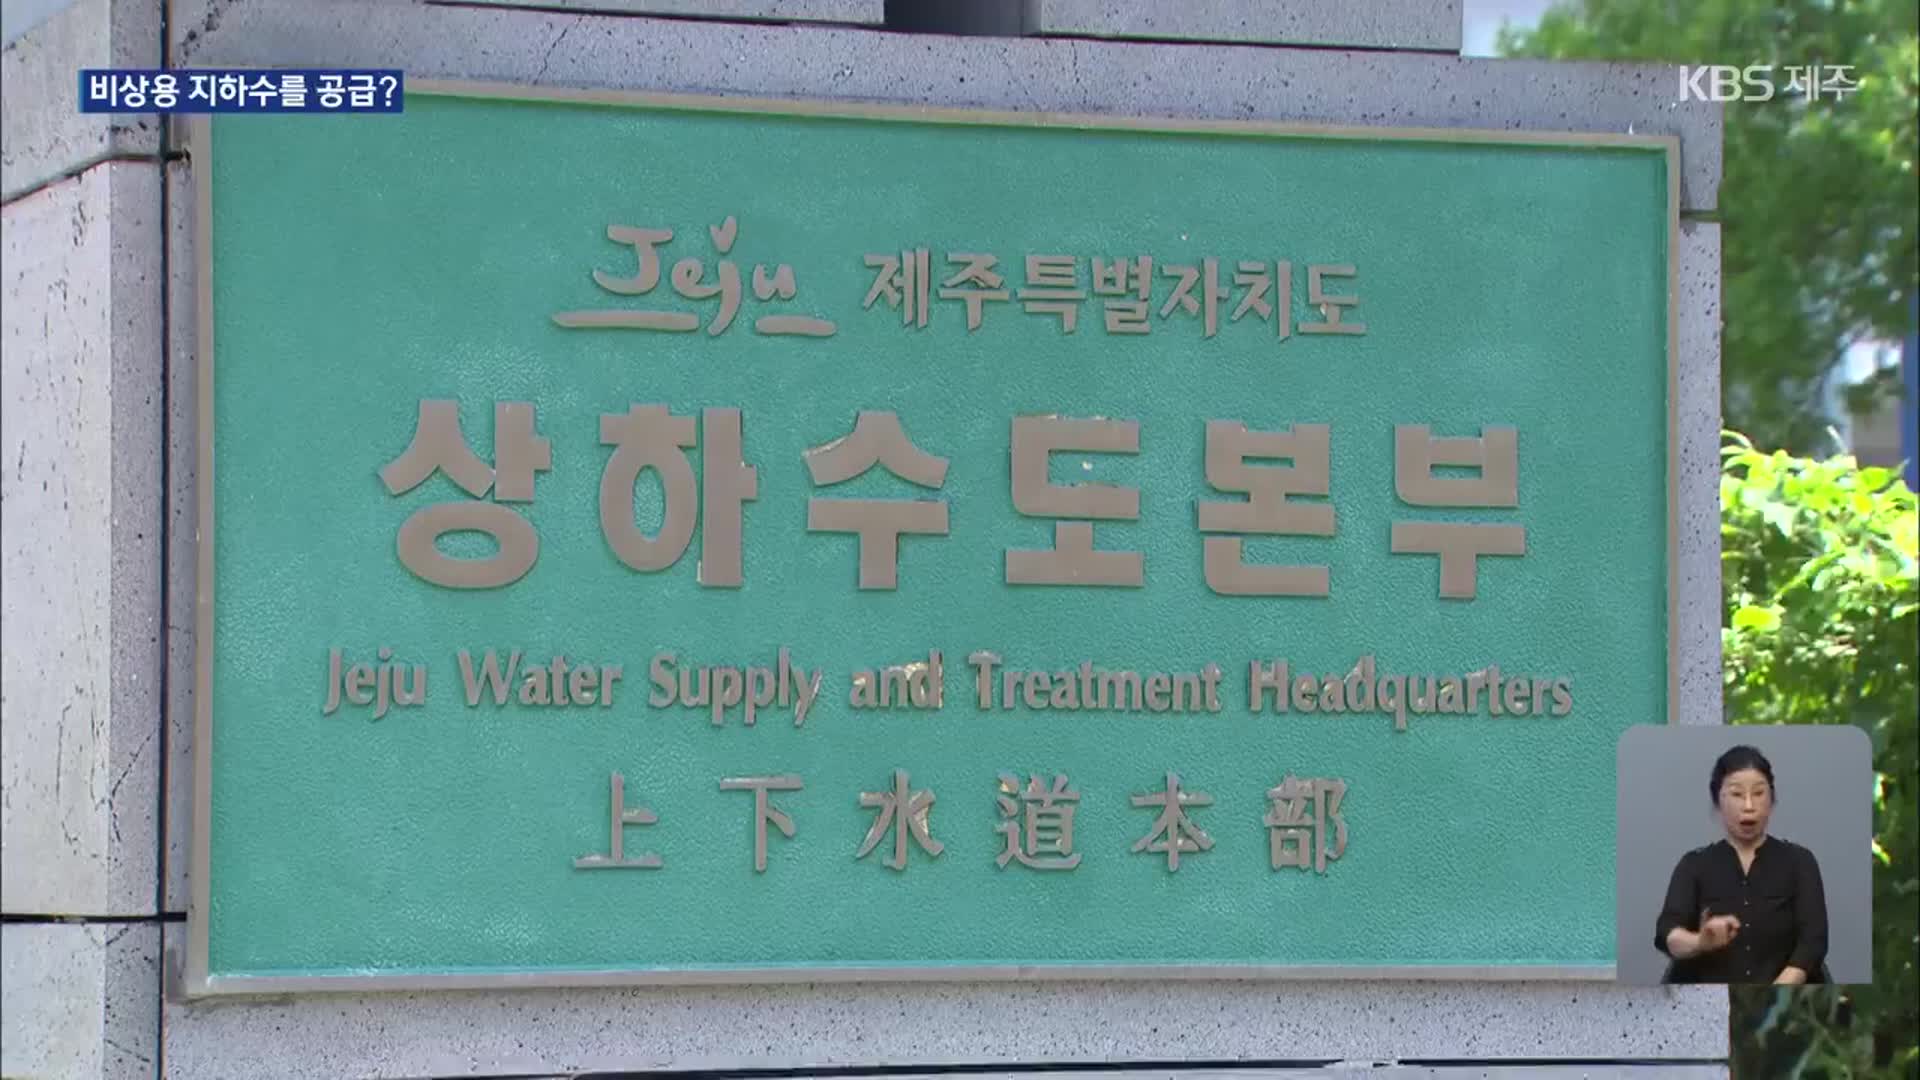 비상용 지하수를 공급?
KBS 제주
Jeju 제주특별자치도
상하수도본부
Jeju Water Supply and Treatment Headquarters
上下水道本部